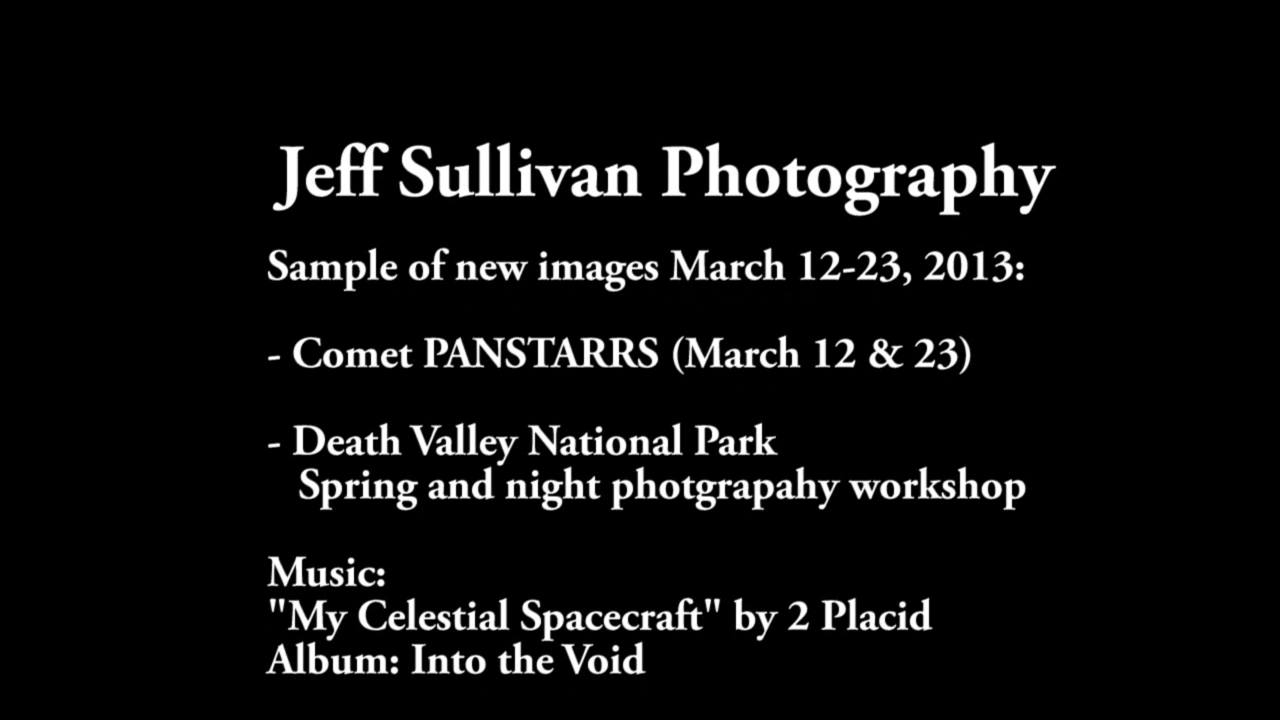 Jeff Sullivan Photography
Sample of new images March 12-23, 2013:
- Comet PANSTARRS (March 12 & 23)
- Death Valley National Park
Spring and night photgrapahy workshop
Music:
"My Celestial Spacecraft" by 2 Placid
Album: Into the Void